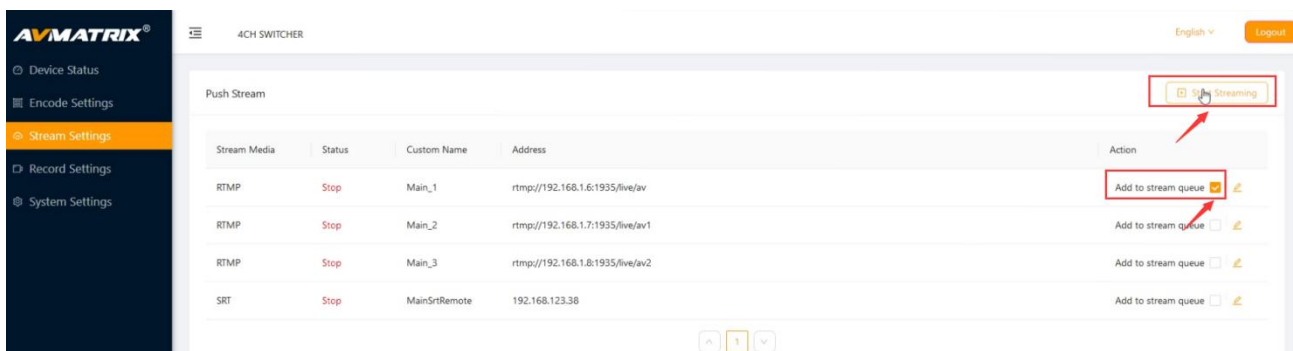 AVMATRIX®
4CH SWITCHER
English
Logout
Device Status
Encode Settings
Stream Settings
Record Settings
System Settings
Push Stream
Streaming
Stream Media Status Custom Name Address Action
RTMP Stop Main_1 rtmp://192.168.1.6:1935/live/av Add to stream queue
RTMP Stop Main_2 rtmp://192.168.1.7:1935/live/av1 Add to stream queue
RTMP Stop Main_3 rtmp://192.168.1.8:1935/live/av2 Add to stream queue
SRT Stop MainSrtRemote 192.168.123.38 Add to stream queue
1